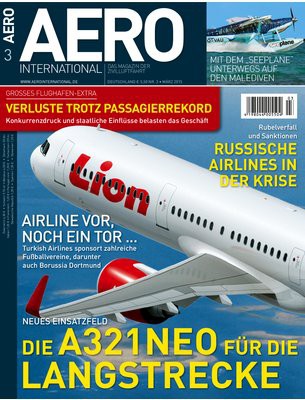 AERO
3
AERO
INTERNATIONAL
DAS MAGAZIN DER
ZIVILLUFTFAHRT
WWW.AEROINTERNATIONAL.DE
MIT DEM „SEEPLANE"
UNTERWEGS AUF
DEN MALEDIVEN
GROSSES FLUGHAFEN-EXTRA
VERLUSTE TROTZ PASSAGIERREKORD
Konkurrenzdruck und staatliche Einflüsse belasten das Geschäft
Rubelverfall
und Sanktionen
RUSSISCHE
AIRLINES IN
DER KRISE
Lion
AIRLINE VOR,
NOCH EIN TOR ...
Turkish Airlines sponsort zahlreiche
Fußballvereine, darunter
auch Borussia Dortmund
NEUES EINSATZFELD
DIE A321NEO FÜR DIE
LANGSTRECKE